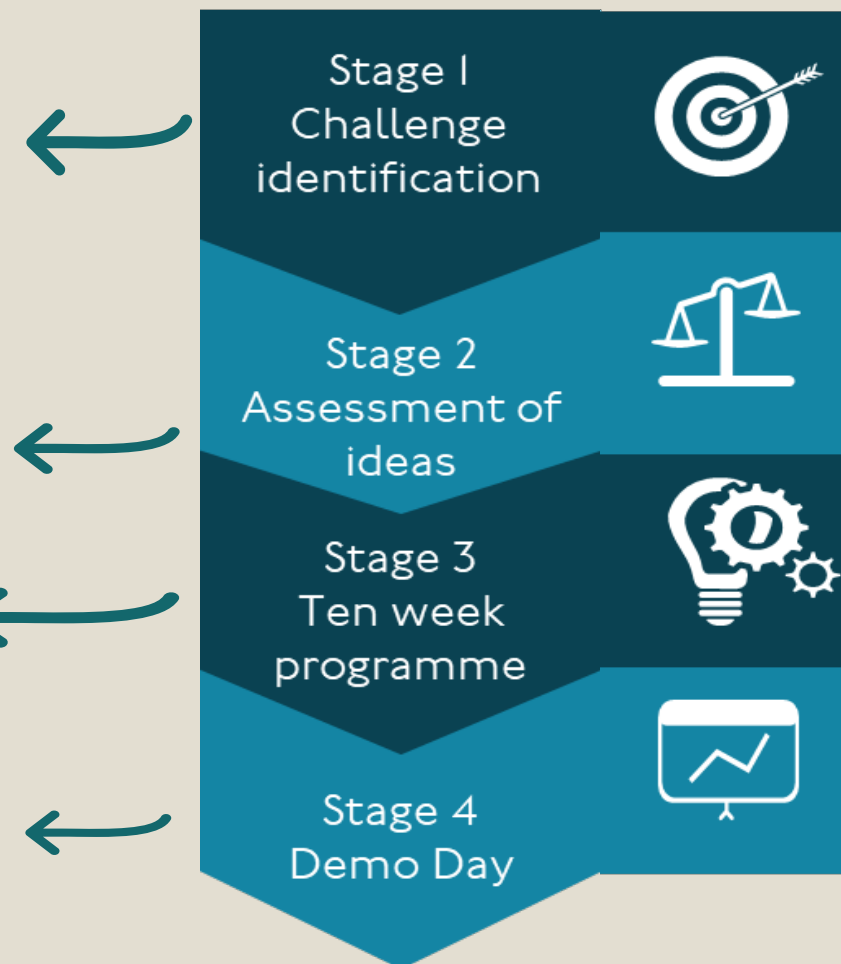 Stage 1
Challenge
identification
Stage 2
Assessment of
ideas
Stage 3
Ten week
programme
Stage 4
Demo Day